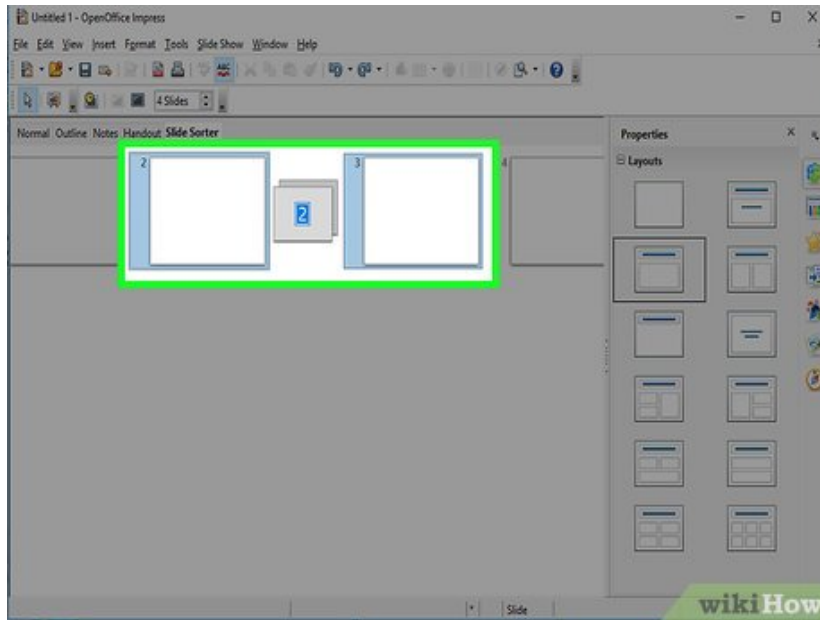 Untitled 1 - OpenOffice Impress
File Edit View Insert Format Tools Slide Show Window Help
ABC
4 Slides
Normal Outline Notes Handout Slide Sorter
Properties
Layouts
2
2
3
4
Slide
wikiHow